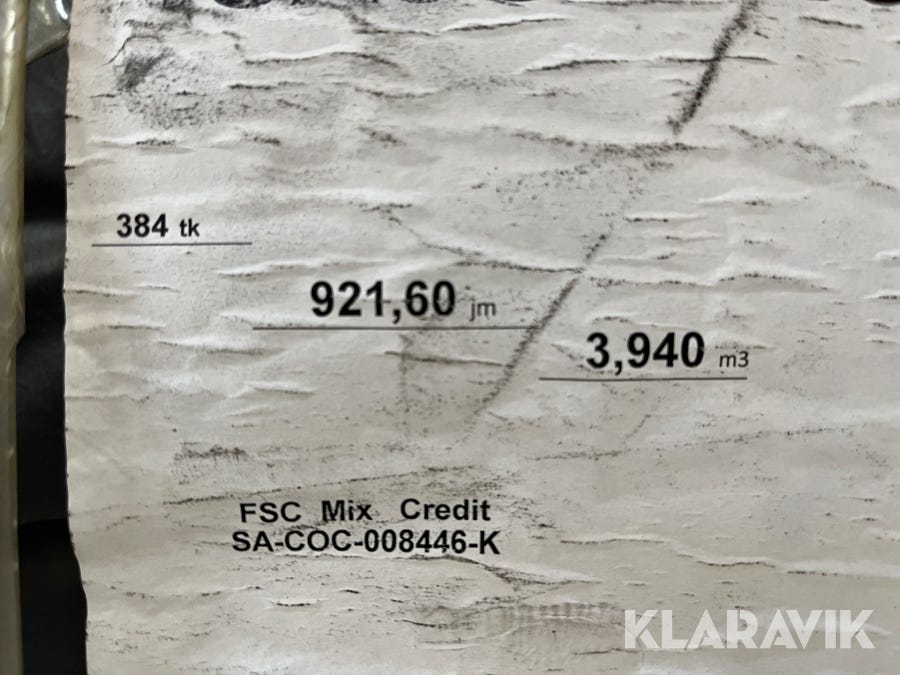 384 tk
921,60 jm
3,940 m3
FSC Mix Credit
SA-COC-008446-K
KLARAVIK